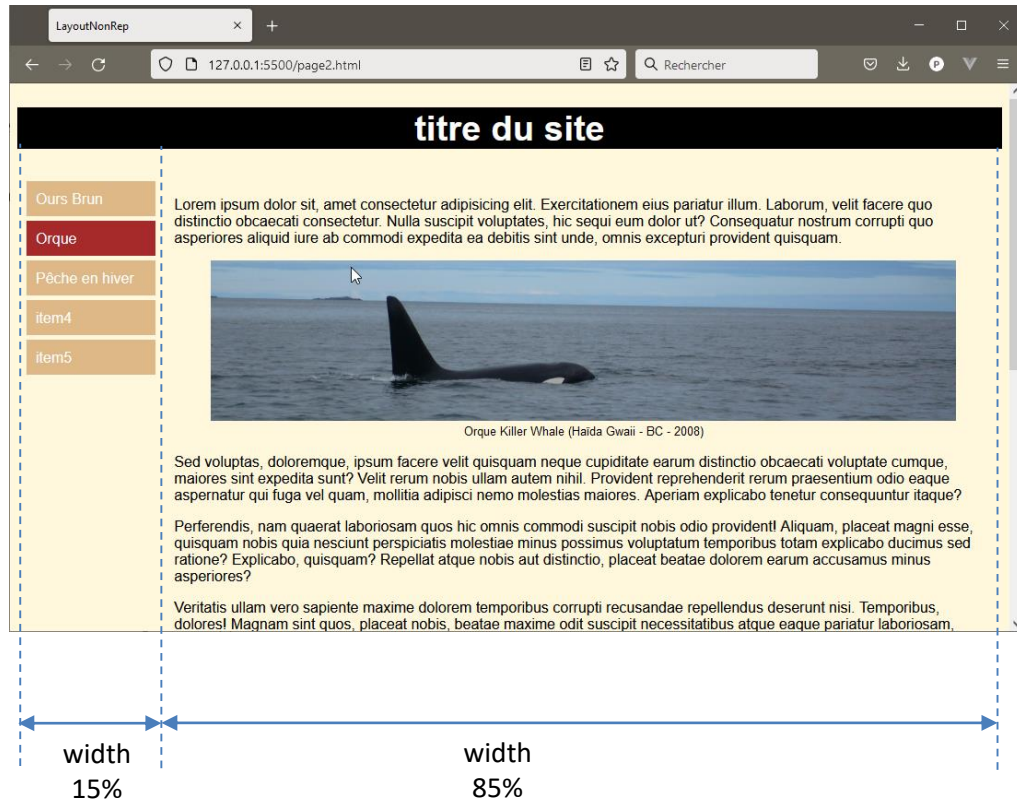 LayoutNonRep
127.0.0.1:5500/page2.html
Rechercher
P
titre du site
Ours Brun
Orque
Pêche en hiver
item4
item5
Lorem ipsum dolor sit, amet consectetur adipisicing elit. Exercitationem eius pariatur illum. Laborum, velit facere quo
distinctio obcaecati consectetur. Nulla suscipit voluptates, hic sequi eum dolor ut? Consequatur nostrum corrupti quo
asperiores aliquid iure ab commodi expedita ea debitis sint unde, omnis excepturi provident quisquam.
Orque Killer Whale (Haïda Gwaii - BC - 2008)
Sed voluptas, doloremque, ipsum facere velit quisquam neque cupiditate earum distinctio obcaecati voluptate cumque,
maiores sint expedita sunt? Velit rerum nobis ullam autem nihil. Provident reprehenderit rerum praesentium odio eaque
aspernatur qui fuga vel quam, mollitia adipisci nemo molestias maiores. Aperiam explicabo tenetur consequuntur itaque?
Perferendis, nam quaerat laboriosam quos hic omnis commodi suscipit nobis odio provident! Aliquam, placeat magni esse,
quisquam nobis quia nesciunt perspiciatis molestiae minus possimus voluptatum temporibus totam explicabo ducimus sed
ratione? Explicabo, quisquam? Repellat atque nobis aut distinctio, placeat beatae dolorem earum accusamus minus
asperiores?
Veritatis ullam vero sapiente maxime dolorem temporibus corrupti recusandae repellendus deserunt nisi. Temporibus,
dolores! Magnam sint quos, placeat nobis, beatae maxime odit suscipit necessitatibus atque eaque pariatur laboriosam,
width
15%
width
85%